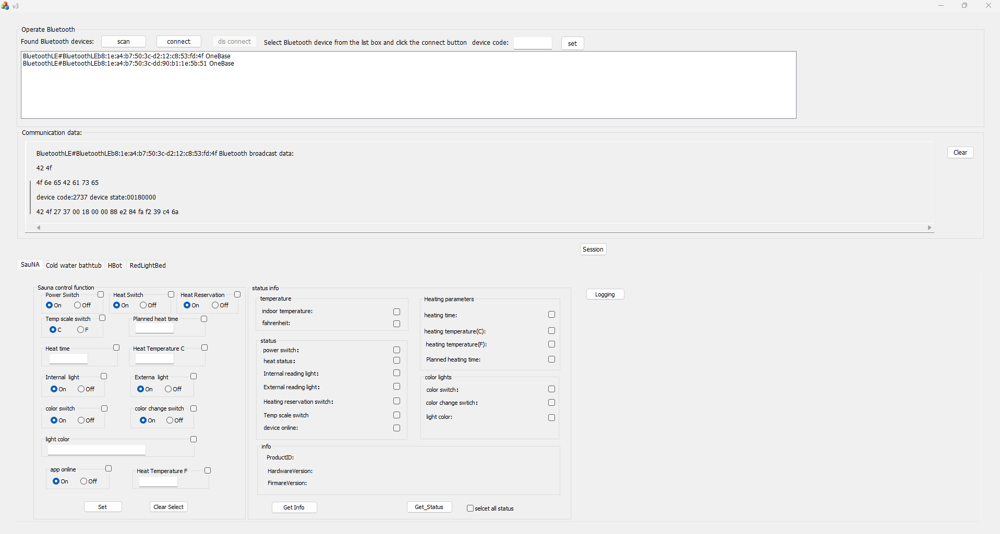 v3
Operate Bluetooth
Found Bluetooth devices: scan connect dis connect Select Bluetooth device from the list box and click the connect button device code: set
BluetoothLE#BluetoothLEb8:1e:a4:b7:50:3c-d2:12:c8:53:fd:4f OneBase
BluetoothLE#BluetoothLEb8:1e:a4:b7:50:3c-dd:90:b1:1e:5b:51 OneBase
Communication data:
BluetoothLE#BluetoothLEb8:1e:a4:b7:50:3c-d2:12:c8:53:fd:4f Bluetooth broadcast data:
Clear
42 4f
4f 6e 65 42 61 73 65
device code:2737 device state:00180000
42 4f 27 37 00 18 00 00 88 e2 84 fa f2 39 c4 6a
Session
SauNA Cold water bathtub HBot RedLightBed
Sauna control function
Power Switch Heat Switch Heat Reservation
On Off On Off On Off
Temp scale switch Planned heat time
C F
Heat time Heat Temperature C
Internal light Externa light
On Off On Off
color switch color change switch
On Off On Off
light color
app online Heat Temperature F
On Off
Set Clear Select
status info
temperature
indoor temperature:
fahrenheit:
status
power switch:
heat status:
Internal reading light:
External reading light:
Heating reservation switch:
Temp scale switch
device online:
Heating parameters
heating time:
heating temperature(C):
heating temperature(F):
Planned heating time:
color lights
color switch:
color change swtich:
light color:
info
ProductID:
HardwareVersion:
FirmareVersion:
Get Info Get_Status selcet all status
Logging